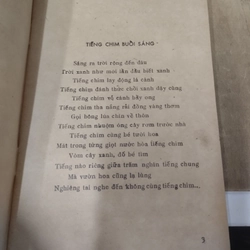 TIẾNG CHIM BUỔI SÁNG
Sáng ra trời rộng đến đâu
Trời xanh như mới lần đầu biết xanh
Tiếng chim lay động lá cành
Tiếng chim đánh thức chồi xanh dậy cùng
Tiếng chim vỗ cánh bầy ong
Tiếng chim tha nắng rải đồng vàng thơm
Gọi bông lúa chín về thôn
Tiếng chim nhuộm óng cây rơm trước nhà
Tiếng chim cùng bé tưới hoa
Mát trong từng giọt nước hòa tiếng chim
Vòm cây xanh, đố bé tìm
Tiếng nào riêng giữa trăm nghìn tiếng chung
Mà vườn hoa cũng lạ lùng
Nghiêng tai nghe đến không cùng tiếng chim...